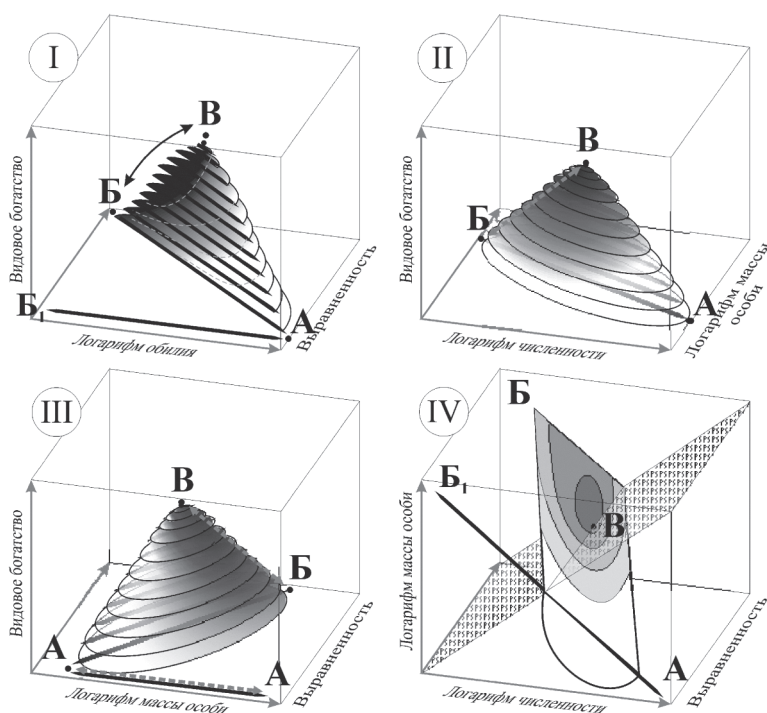 I
В
Б
Видовое богатство
Б1
А
Логарифм обилия
Выравненность
II
В
Б
Видовое богатство
А
Логарифм численности
Логарифм массы
особи
III
В
Б
Видовое богатство
А
А
Логарифм массы особи
Выравненность
IV
Б
Б1
В
Логарифм массы особи
А
Логарифм численности
Выравненность